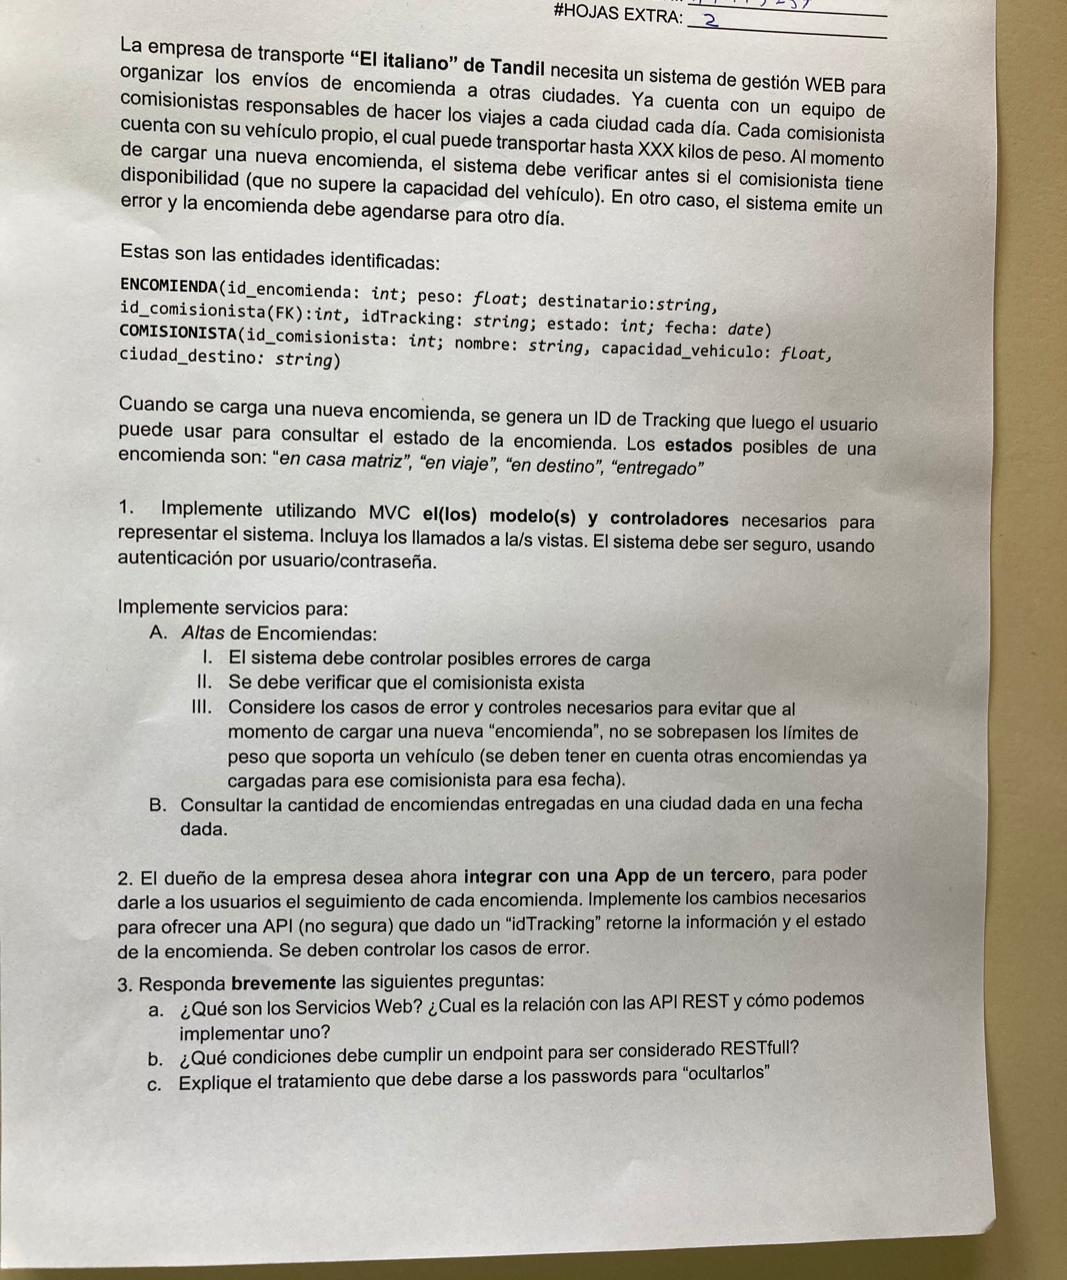 #HOJAS EXTRA: 2
La empresa de transporte “El italiano” de Tandil necesita un sistema de gestión WEB para
organizar los envíos de encomienda a otras ciudades. Ya cuenta con un equipo de
comisionistas responsables de hacer los viajes a cada ciudad cada día. Cada comisionista
cuenta con su vehículo propio, el cual puede transportar hasta XXX kilos de peso. Al momento
de cargar una nueva encomienda, el sistema debe verificar antes si el comisionista tiene
disponibilidad (que no supere la capacidad del vehículo). En otro caso, el sistema emite un
error y la encomienda debe agendarse para otro día.
Estas son las entidades identificadas:
ENCOMIENDA(id_encomienda: int; peso: float; destinatario:string,
id_comisionista(FK):int, idTracking: string; estado: int; fecha: date)
COMISIONISTA(id_comisionista: int; nombre: string, capacidad_vehiculo: float,
ciudad_destino: string)
Cuando se carga una nueva encomienda, se genera un ID de Tracking que luego el usuario
puede usar para consultar el estado de la encomienda. Los estados posibles de una
encomienda son: “en casa matriz”, “en viaje”, “en destino”, “entregado”
1. Implemente utilizando MVC el(los) modelo(s) y controladores necesarios para
representar el sistema. Incluya los llamados a la/s vistas. El sistema debe ser seguro, usando
autenticación por usuario/contraseña.
Implemente servicios para:
A. Altas de Encomiendas:
I. El sistema debe controlar posibles errores de carga
II. Se debe verificar que el comisionista exista
III. Considere los casos de error y controles necesarios para evitar que al
momento de cargar una nueva “encomienda”, no se sobrepasen los límites de
peso que soporta un vehículo (se deben tener en cuenta otras encomiendas ya
cargadas para ese comisionista para esa fecha).
B. Consultar la cantidad de encomiendas entregadas en una ciudad dada en una fecha
dada.
2. El dueño de la empresa desea ahora integrar con una App de un tercero, para poder
darle a los usuarios el seguimiento de cada encomienda. Implemente los cambios necesarios
para ofrecer una API (no segura) que dado un “idTracking” retorne la información y el estado
de la encomienda. Se deben controlar los casos de error.
3. Responda brevemente las siguientes preguntas:
a. ¿Qué son los Servicios Web? ¿Cual es la relación con las API REST y cómo podemos
implementar uno?
b. ¿Qué condiciones debe cumplir un endpoint para ser considerado RESTfull?
c. Explique el tratamiento que debe darse a los passwords para “ocultarlos”